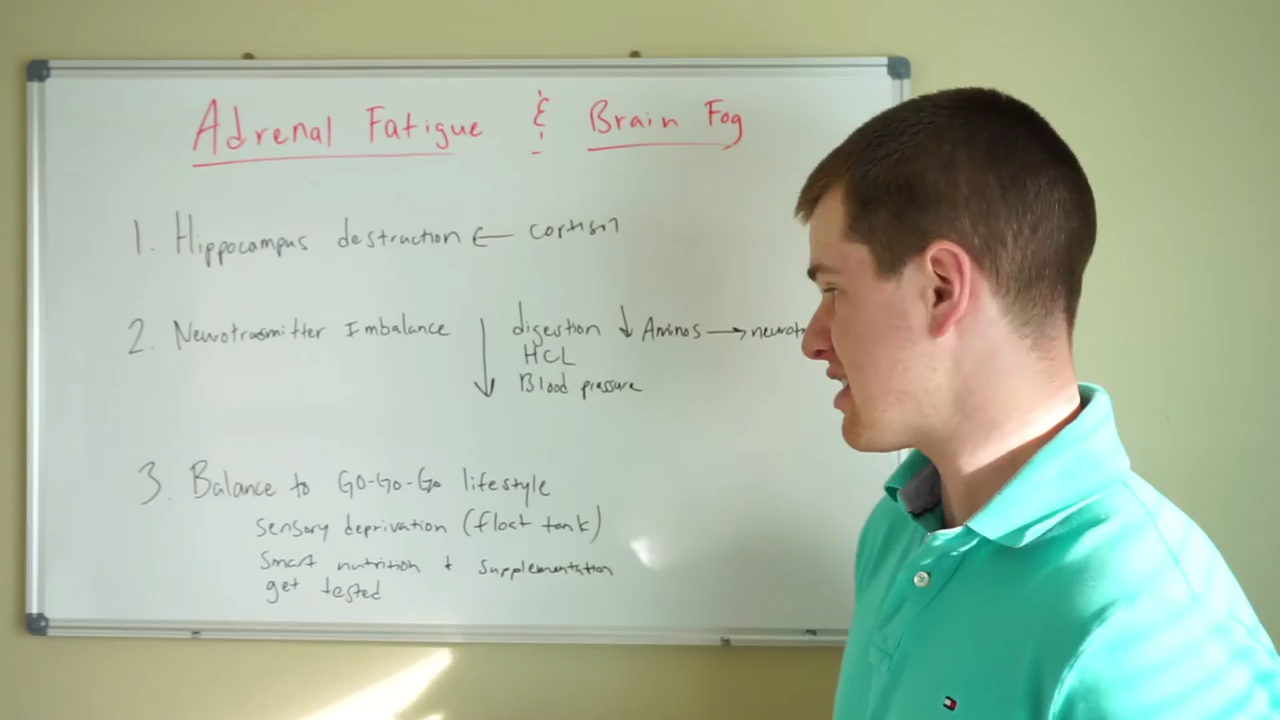 Adrenal Fatigue & Brain Fog
1. Hippocampus destruction ← cortisol
2. Neurotrasmitter Imbalance ↓ digestion ↓ Aminos → neurot
HCL
Blood pressure
3. Balance to Go-Go-Go lifestyle
sensory deprivation (float tank)
smart nutrition + supplementation
get tested